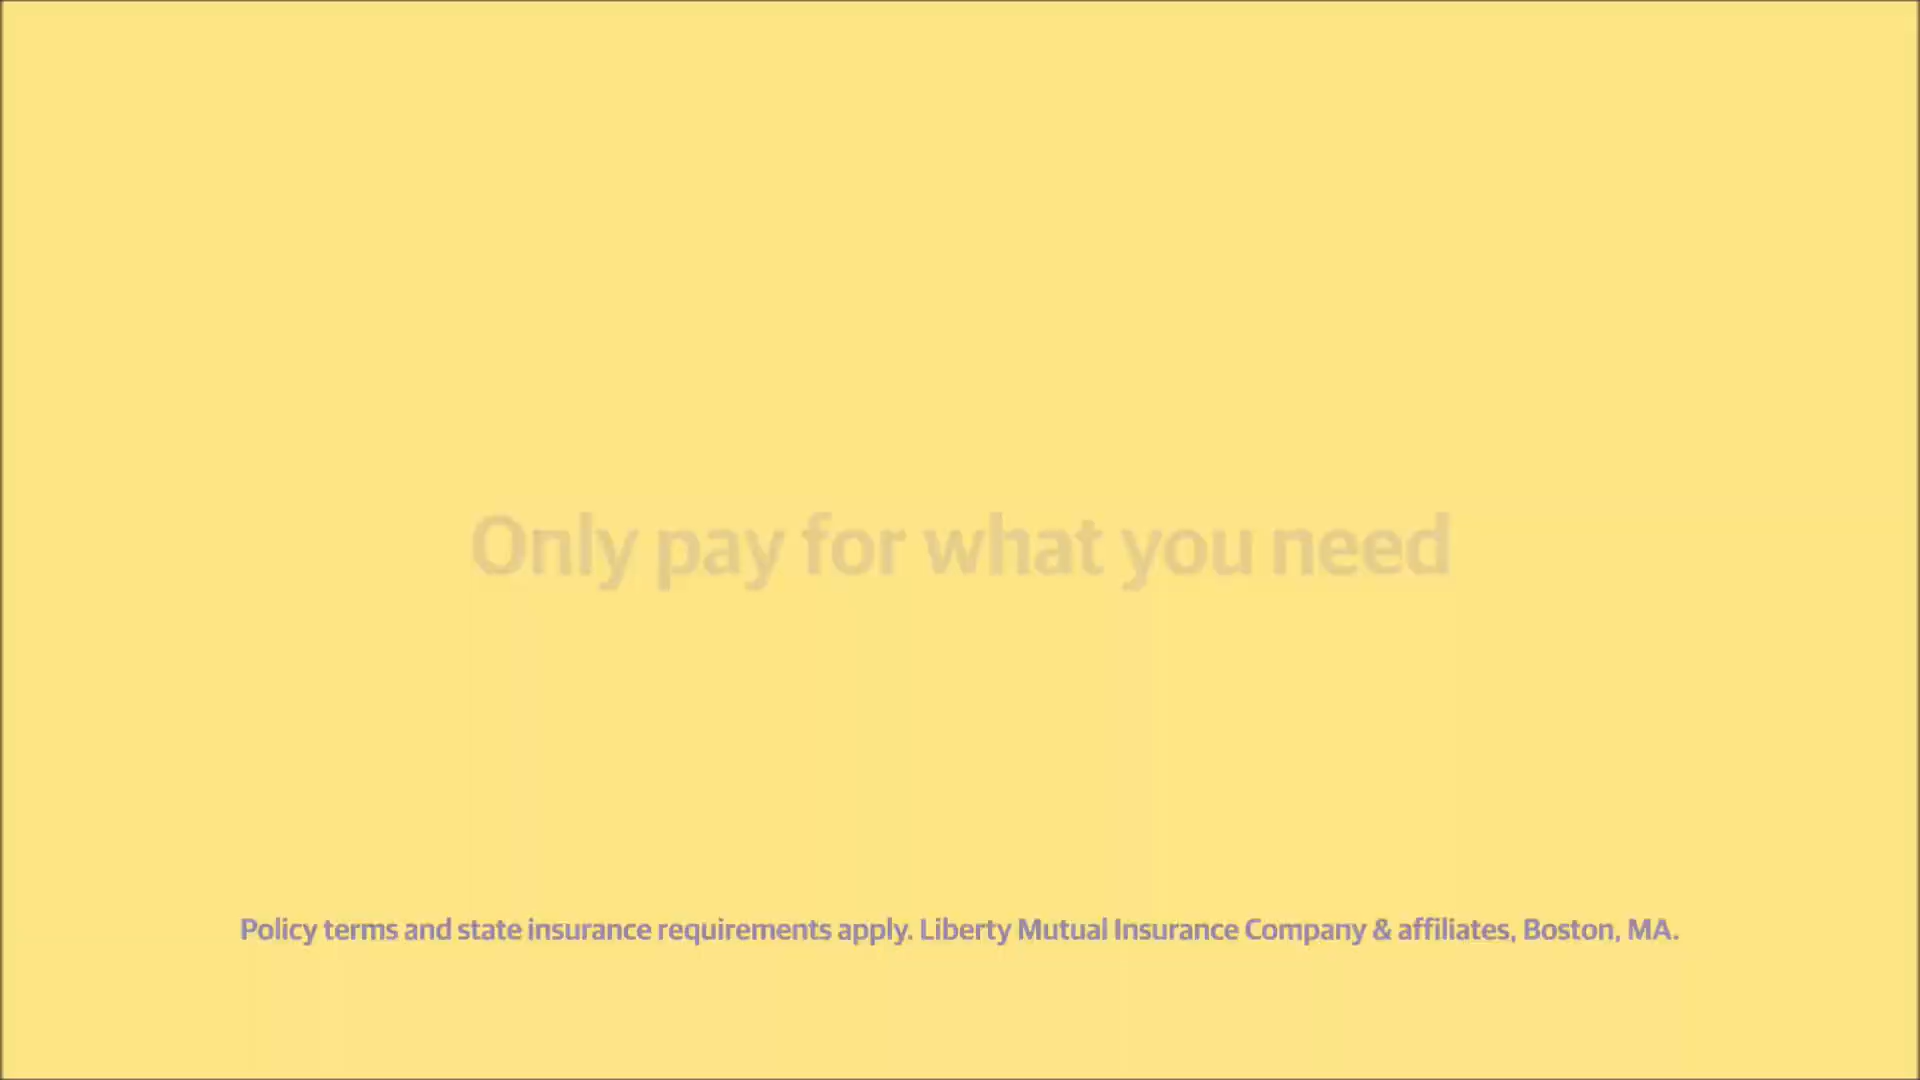 Only pay for what you need
Policy terms and state insurance requirements apply. Liberty Mutual Insurance Company & affiliates, Boston, MA.